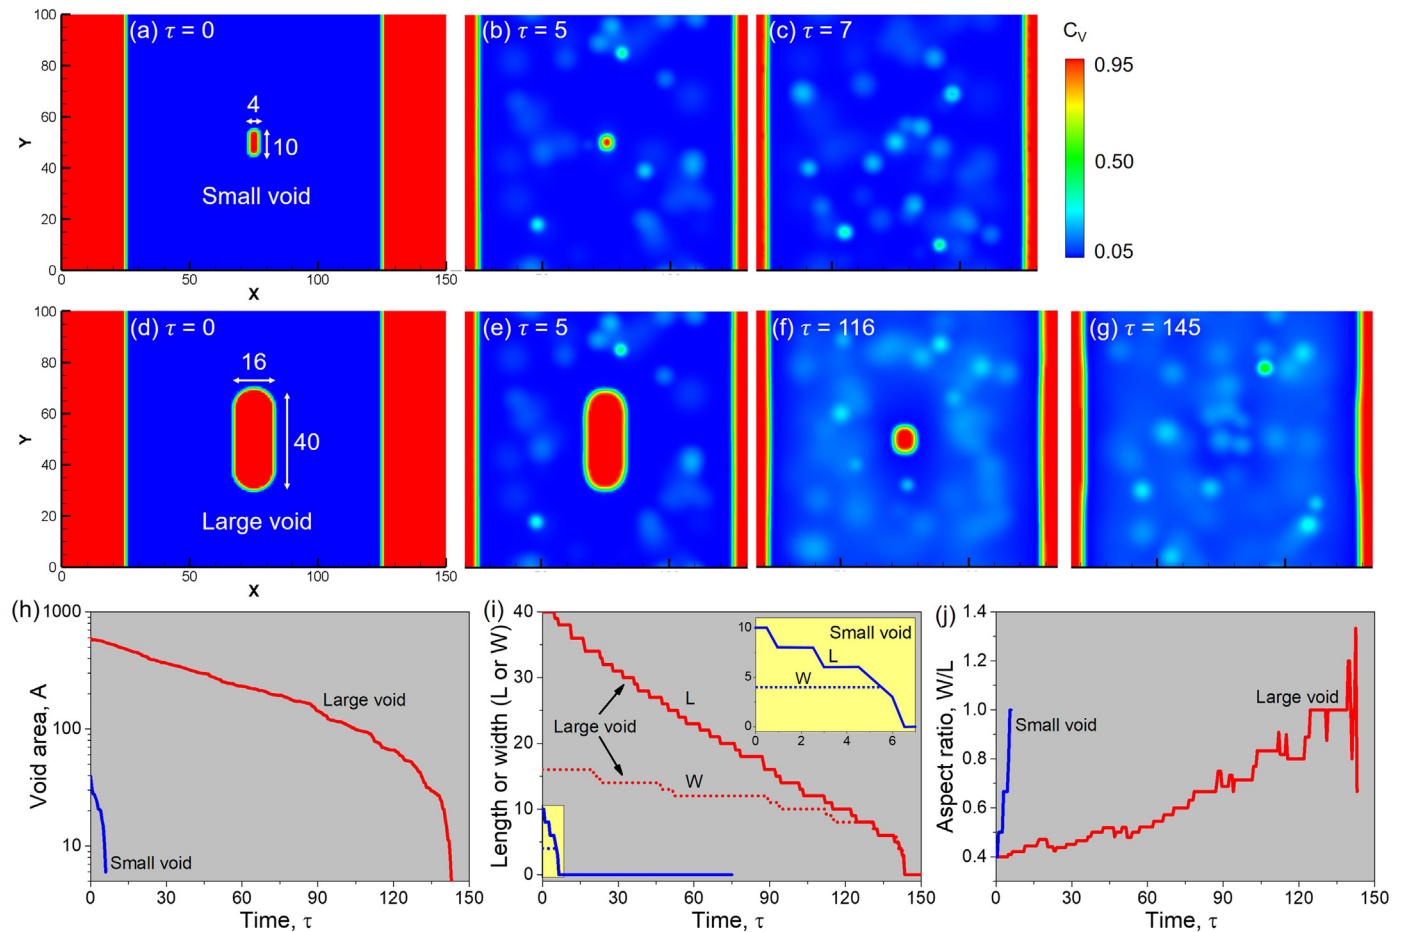 (a) τ = 0
(b) τ = 5
(c) τ = 7
C_V
0.95
0.50
0.05
100
80
60
40
20
0
Y
4
10
Small void
0
50
100
150
X
(d) τ = 0
(e) τ = 5
(f) τ = 116
(g) τ = 145
100
80
60
40
20
0
Y
16
40
Large void
0
50
100
150
X
(h)
1000
100
10
Void area, A
Large void
Small void
0
30
60
90
120
150
Time, τ
(i)
40
30
20
10
0
Length or width (L or W)
Large void
L
W
10
5
0
Small void
L
W
0
2
4
6
0
30
60
90
120
150
Time, τ
(j)
1.4
1.2
1.0
0.8
0.6
0.4
Aspect ratio, W/L
Large void
Small void
0
30
60
90
120
150
Time, τ